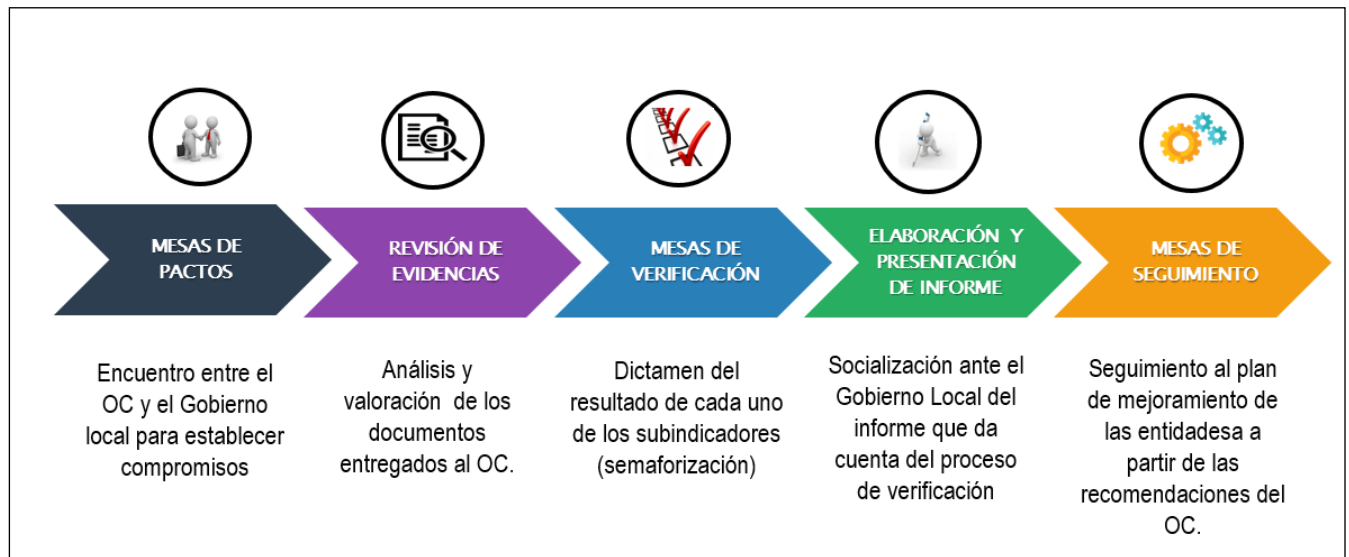 MESAS DE
PACTOS
REVISIÓN DE
EVIDENCIAS
MESAS DE
VERIFICACIÓN
ELABORACIÓN Y
PRESENTACIÓN
DE INFORME
MESAS DE
SEGUIMIENTO
Encuentro entre el
OC y el Gobierno
local para establecer
compromisos
Análisis y
valoración de los
documentos
entregados al OC.
Dictamen del
resultado de cada uno
de los subindicadores
(semaforización)
Socialización ante el
Gobierno Local del
informe que da
cuenta del proceso
de verificación
Seguimiento al plan
de mejoramiento de
las entidadesa a
partir de las
recomendaciones del
OC.